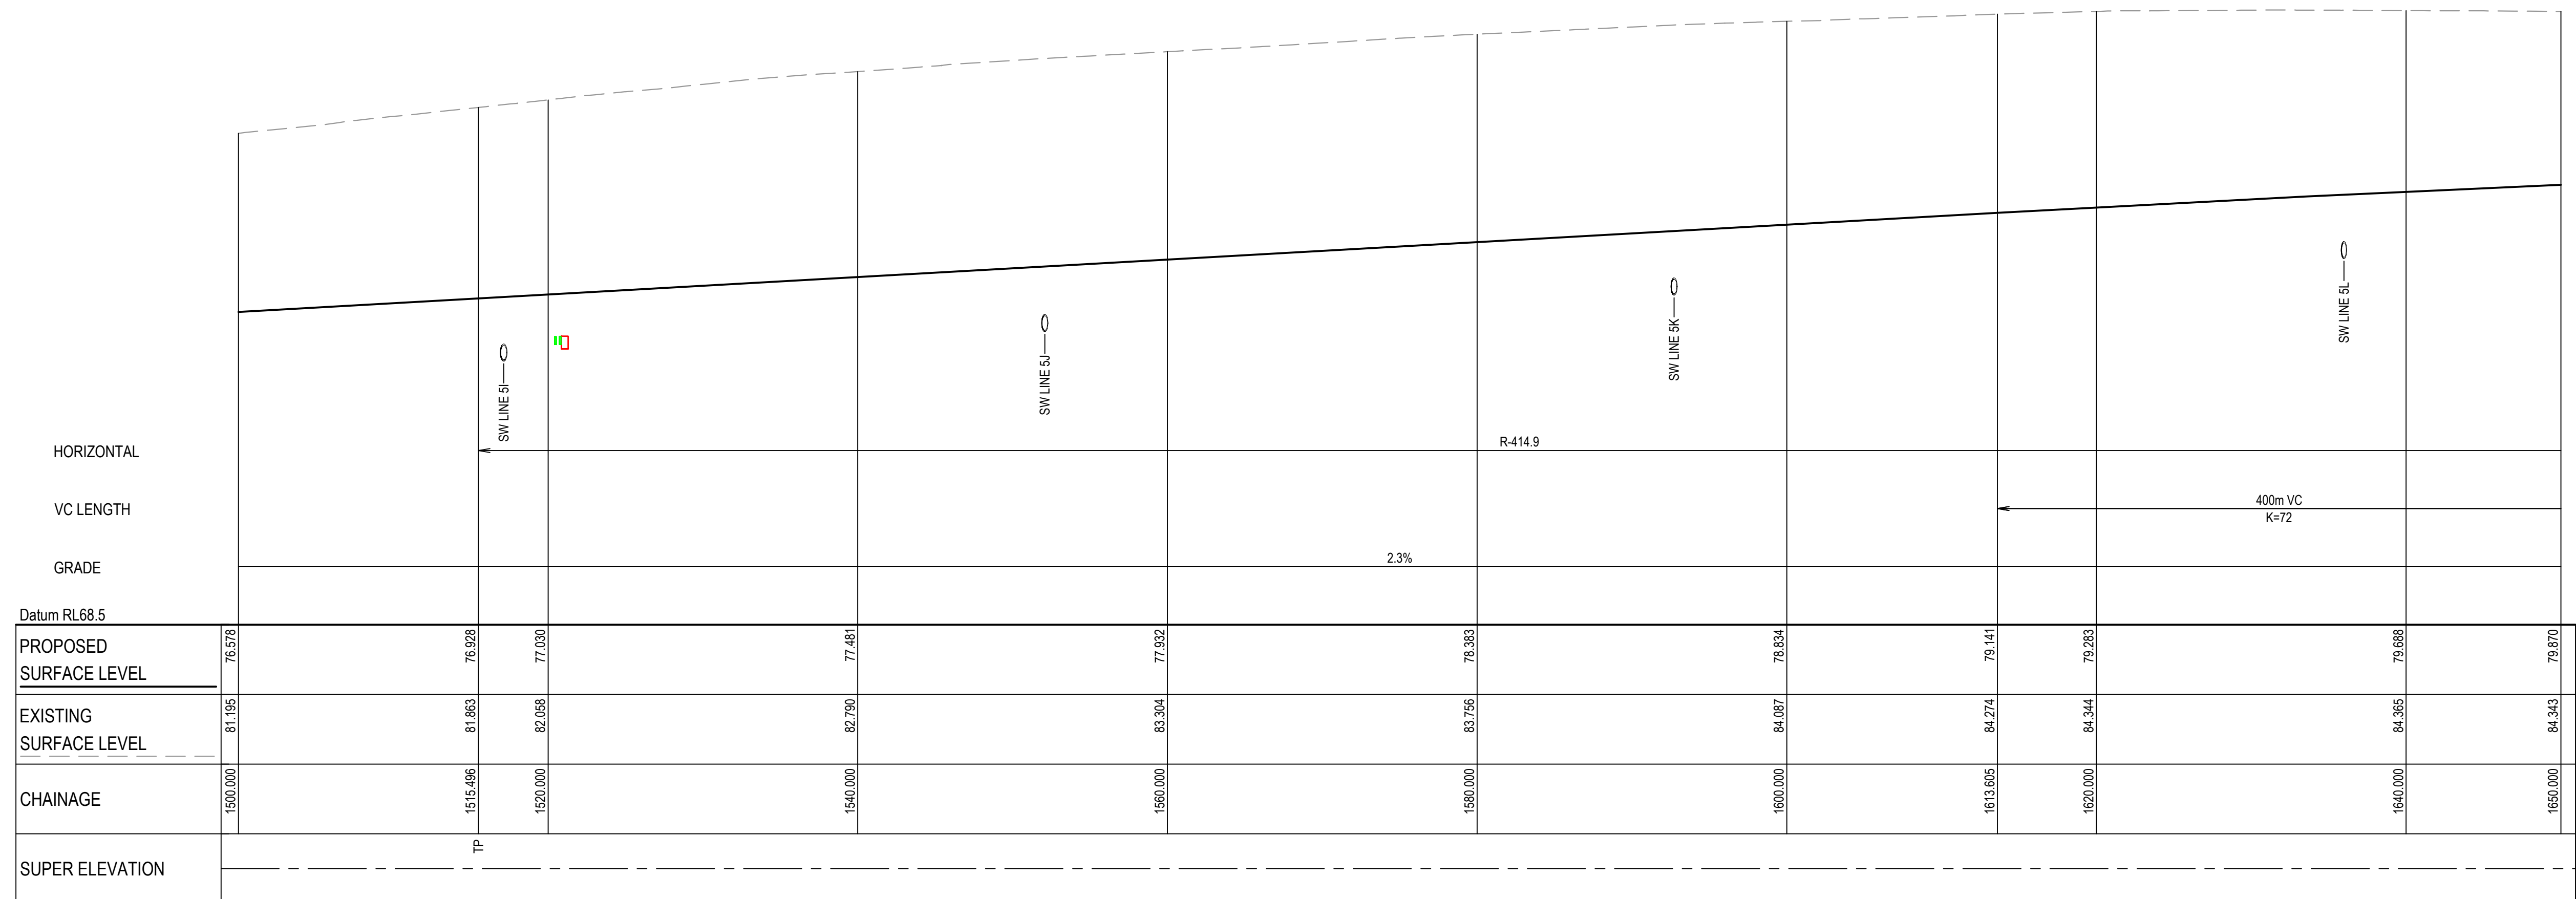 SW LINE 5I
SW LINE 5J
SW LINE 5K
SW LINE 5L
HORIZONTAL
R-414.9
VC LENGTH
400m VC
K=72
GRADE
2.3%
Datum RL68.5
PROPOSED
SURFACE LEVEL
76.578 76.928 77.030 77.481 77.932 78.383 78.834 79.141 79.283 79.688 79.870
EXISTING
SURFACE LEVEL
81.195 81.863 82.058 82.790 83.304 83.756 84.087 84.274 84.344 84.365 84.343
CHAINAGE
1500.000 1515.496 1520.000 1540.000 1560.000 1580.000 1600.000 1613.605 1620.000 1640.000 1650.000
TP
SUPER ELEVATION